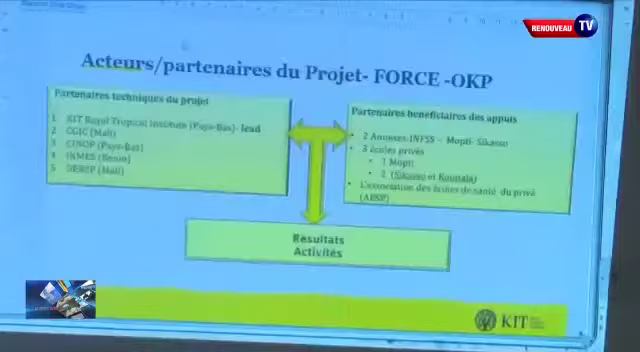 RENOUVEAU TV
Acteurs/partenaires du Projet- FORCE -OKP
Partenaires techniques du projet
1 KIT Royal Tropical Institute (Pays-Bas)- lead
2 CGIC (Mali)
3 CINOP (Pays-Bas)
4 INMES (Benin)
5 DERSP (Mali)
Partenaires beneficiaires des appuis
• 2 Annexes-INFSS – Mopti- Sikasso
• 3 écoles privés
• 1 Mopti
• 2 (Sikasso et Koutiala)
• L'association des écoles de santé du privé
(AESP)
Résultats
Activités
KIT